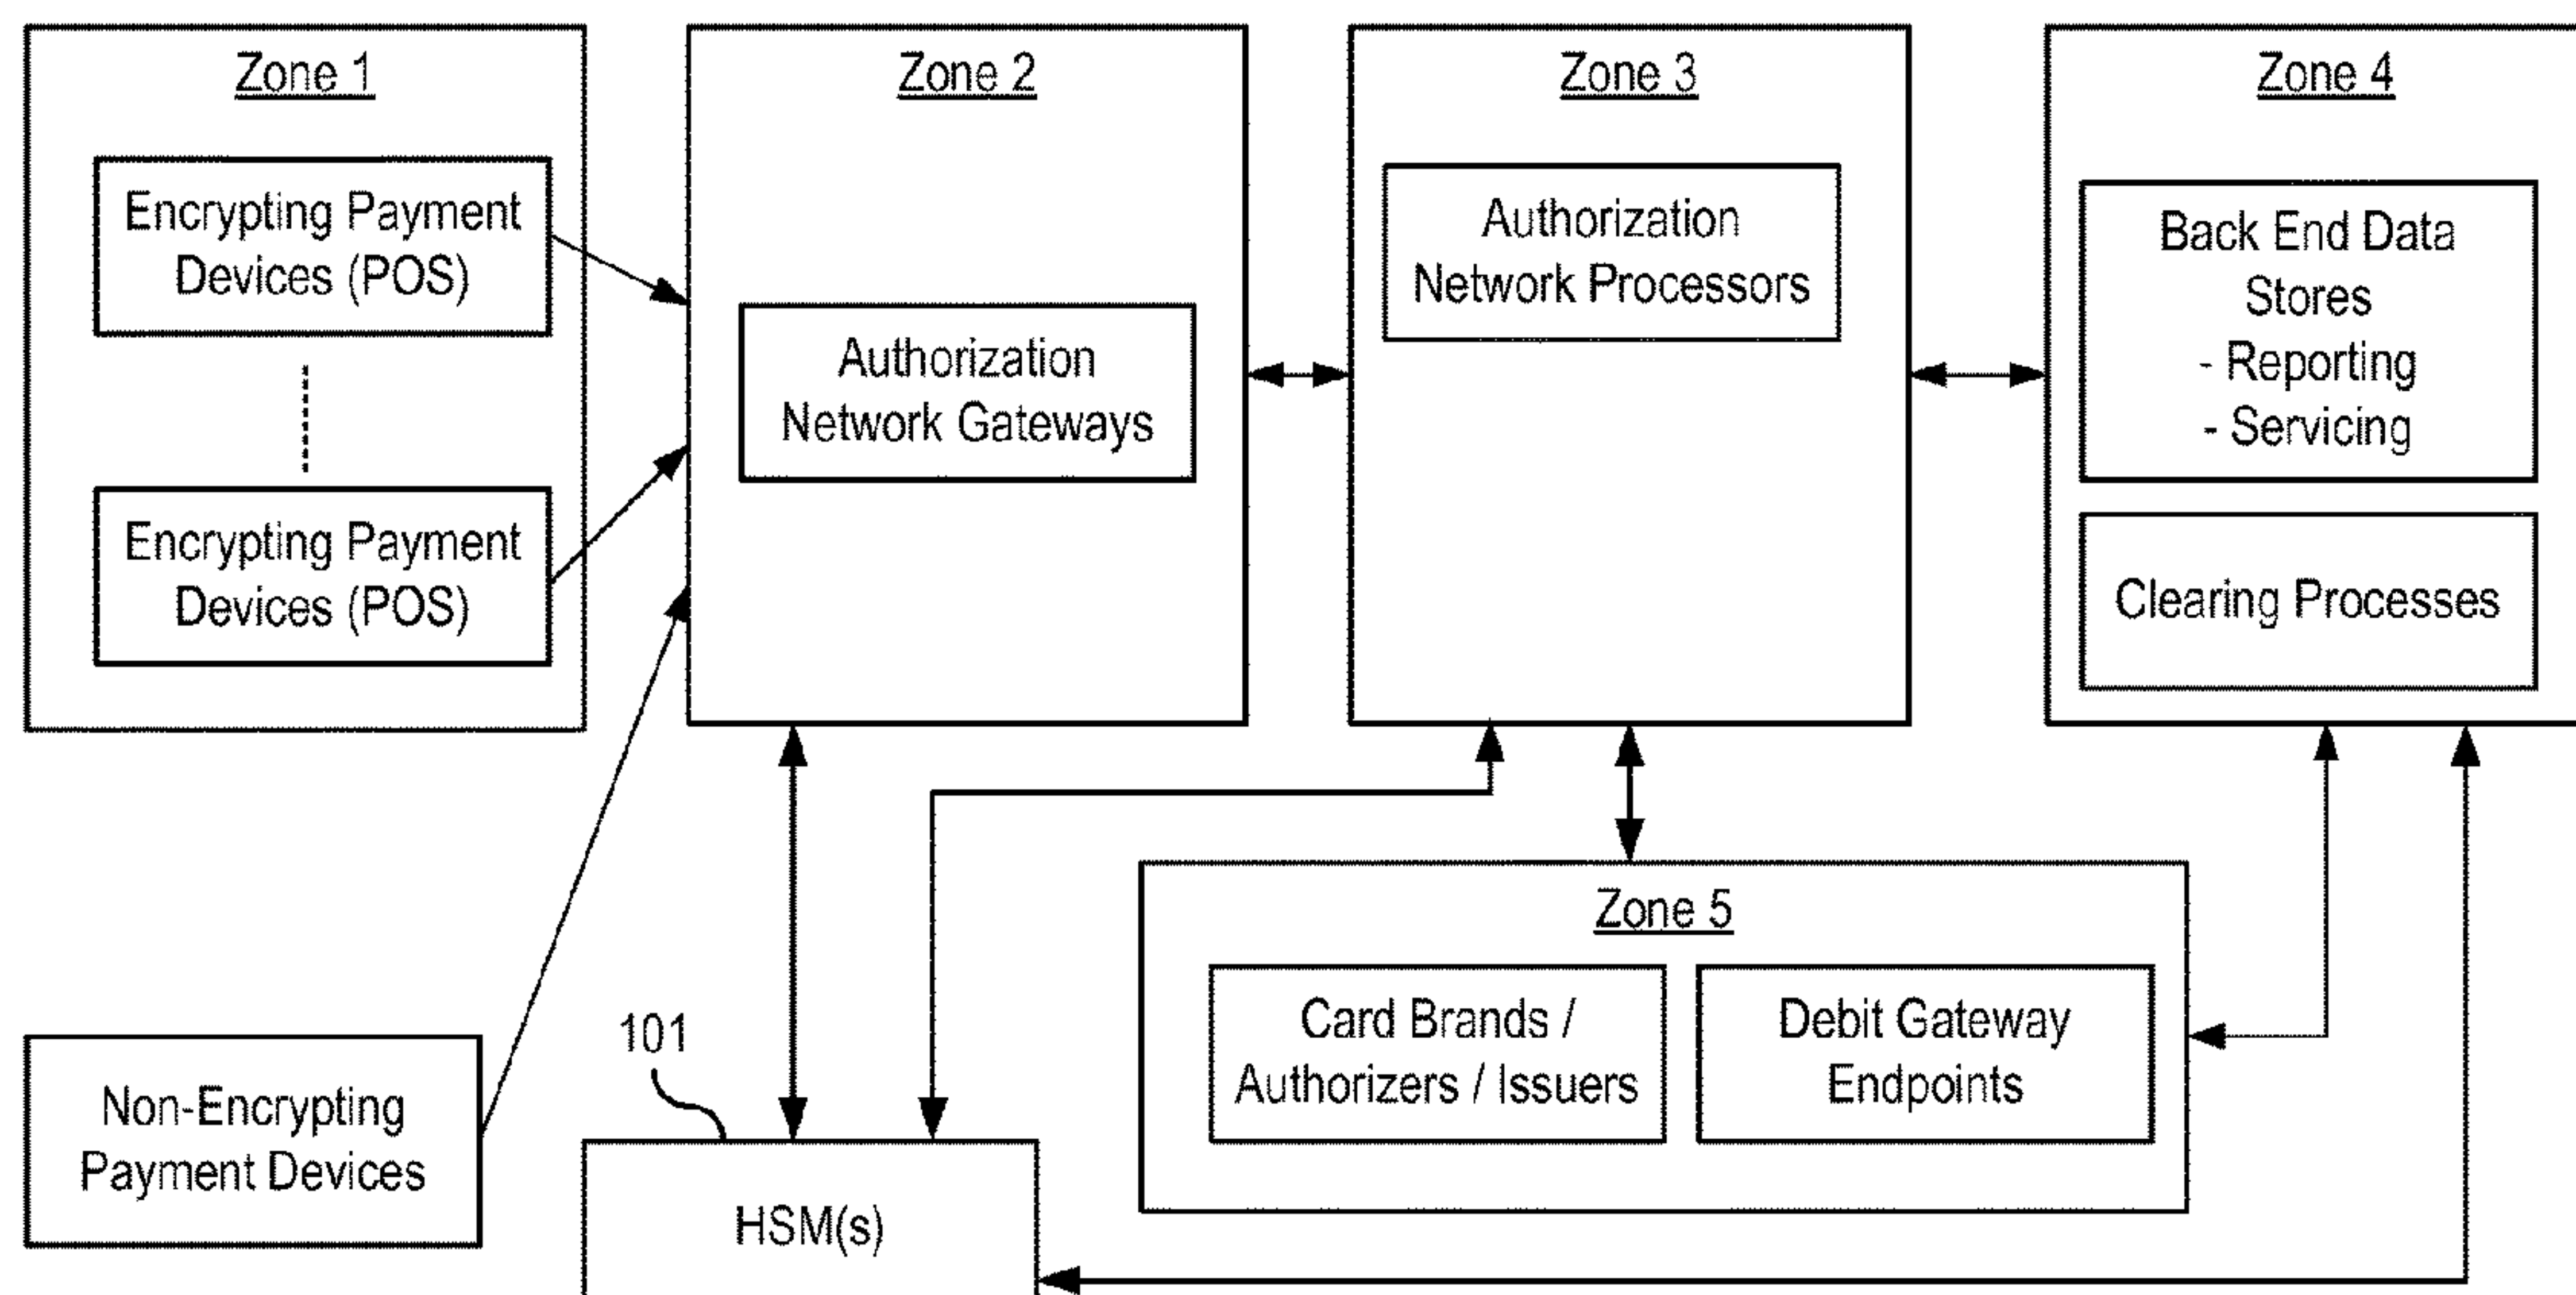 Zone 1
Encrypting Payment
Devices (POS)
Encrypting Payment
Devices (POS)
Zone 2
Authorization
Network Gateways
Zone 3
Authorization
Network Processors
Zone 4
Back End Data
Stores
- Reporting
- Servicing
Clearing Processes
Zone 5
Card Brands /
Authorizers / Issuers
Debit Gateway
Endpoints
Non-Encrypting
Payment Devices
101
HSM(s)